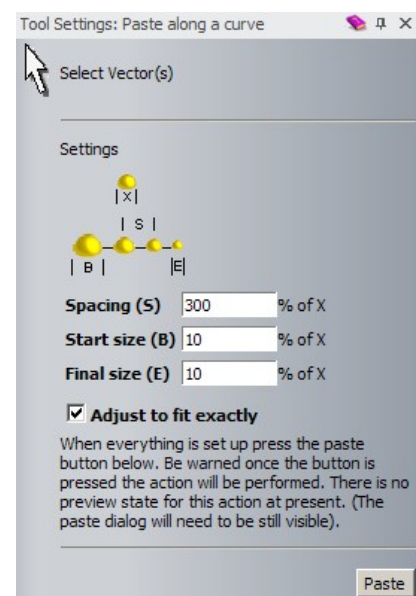 Tool Settings: Paste along a curve
Select Vector(s)
Settings
|X|
| S |
| B | |E|
Spacing (S) 300 % of X
Start size (B) 10 % of X
Final size (E) 10 % of X
Adjust to fit exactly
When everything is set up press the paste
button below. Be warned once the button is
pressed the action will be performed. There is no
preview state for this action at present. (The
paste dialog will need to be still visible).
Paste